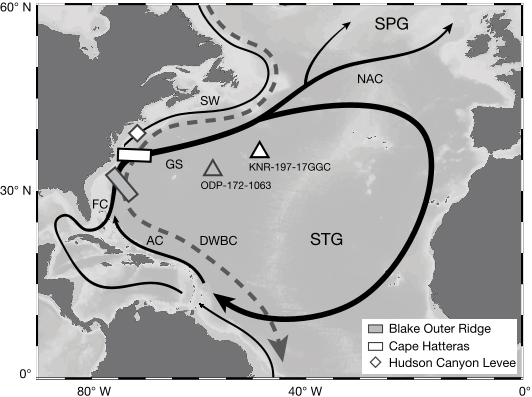 60° N
SPG
NAC
SW
GS
KNR-197-17GGC
ODP-172-1063
30° N
FC
AC
DWBC
STG
Blake Outer Ridge
Cape Hatteras
Hudson Canyon Levee
0°
80° W
40° W
0°